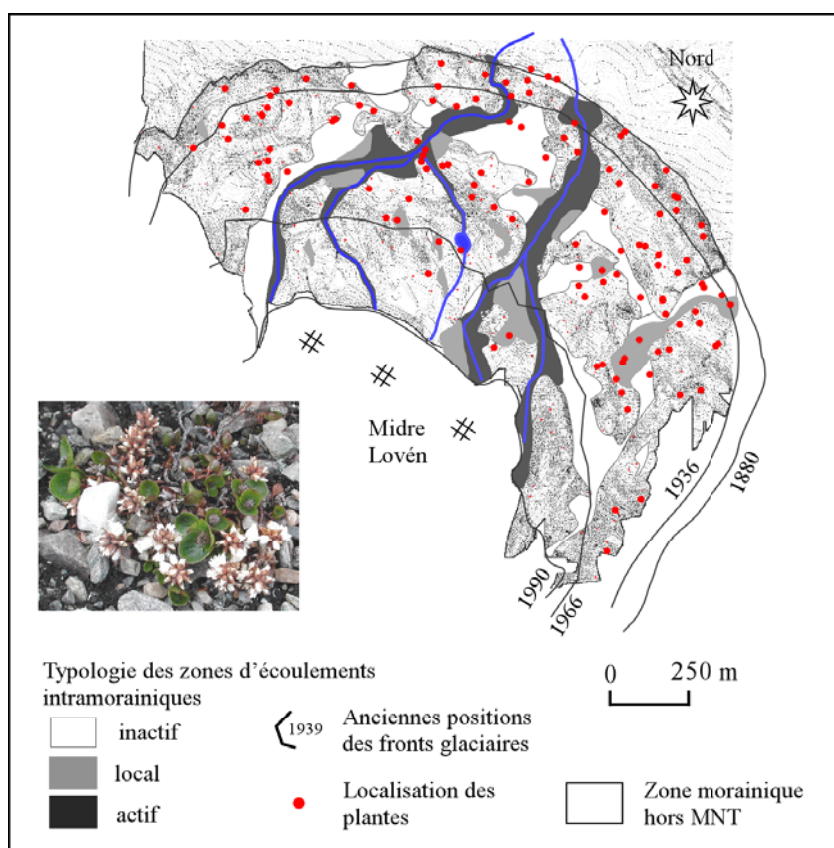 Nord
Midre
Lovén
1936
1880
1990
1966
Typologie des zones d'écoulements
intramorainiques
inactif
local
actif
1939
Anciennes positions
des fronts glaciaires
Localisation des
plantes
0 250 m
Zone morainique
hors MNT